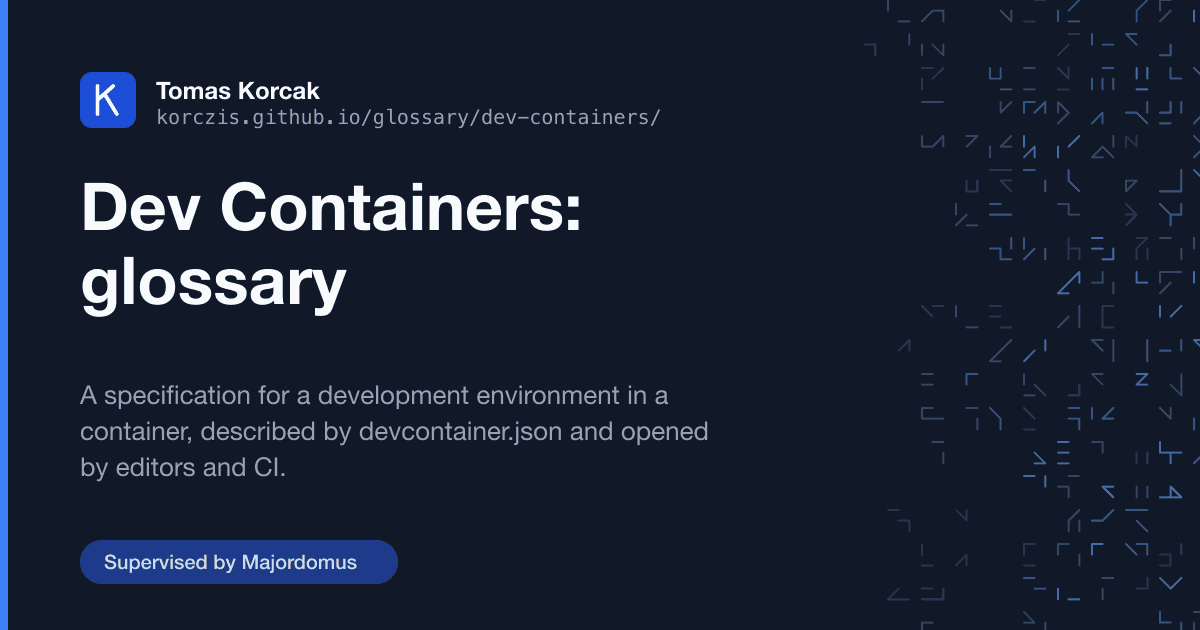 K
Tomas Korcak
korczis.github.io/glossary/dev-containers/
Dev Containers:
glossary
A specification for a development environment in a
container, described by devcontainer.json and opened
by editors and CI.
Supervised by Majordomus